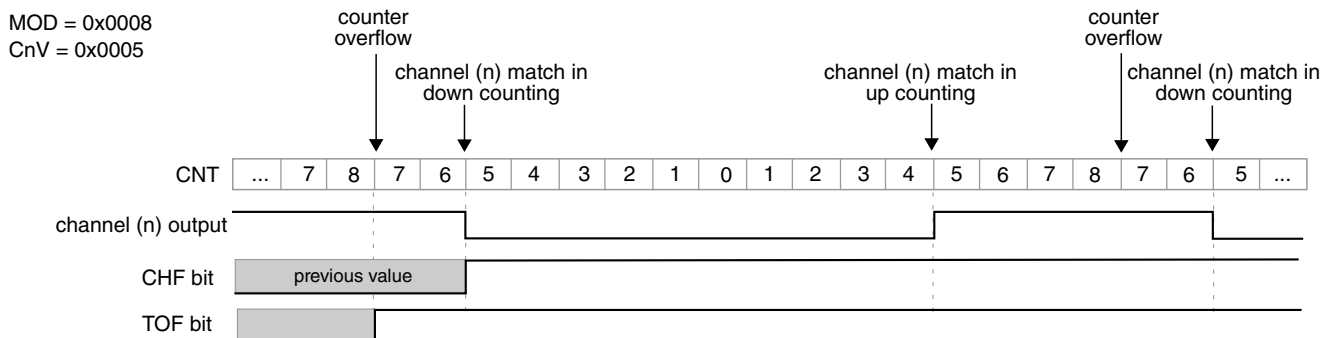 MOD = 0x0008
CnV = 0x0005
counter
overflow
channel (n) match in
down counting
channel (n) match in
up counting
counter
overflow
channel (n) match in
down counting
CNT ... 7 8 7 6 5 4 3 2 1 0 1 2 3 4 5 6 7 8 7 6 5 ...
channel (n) output
CHF bit previous value
TOF bit